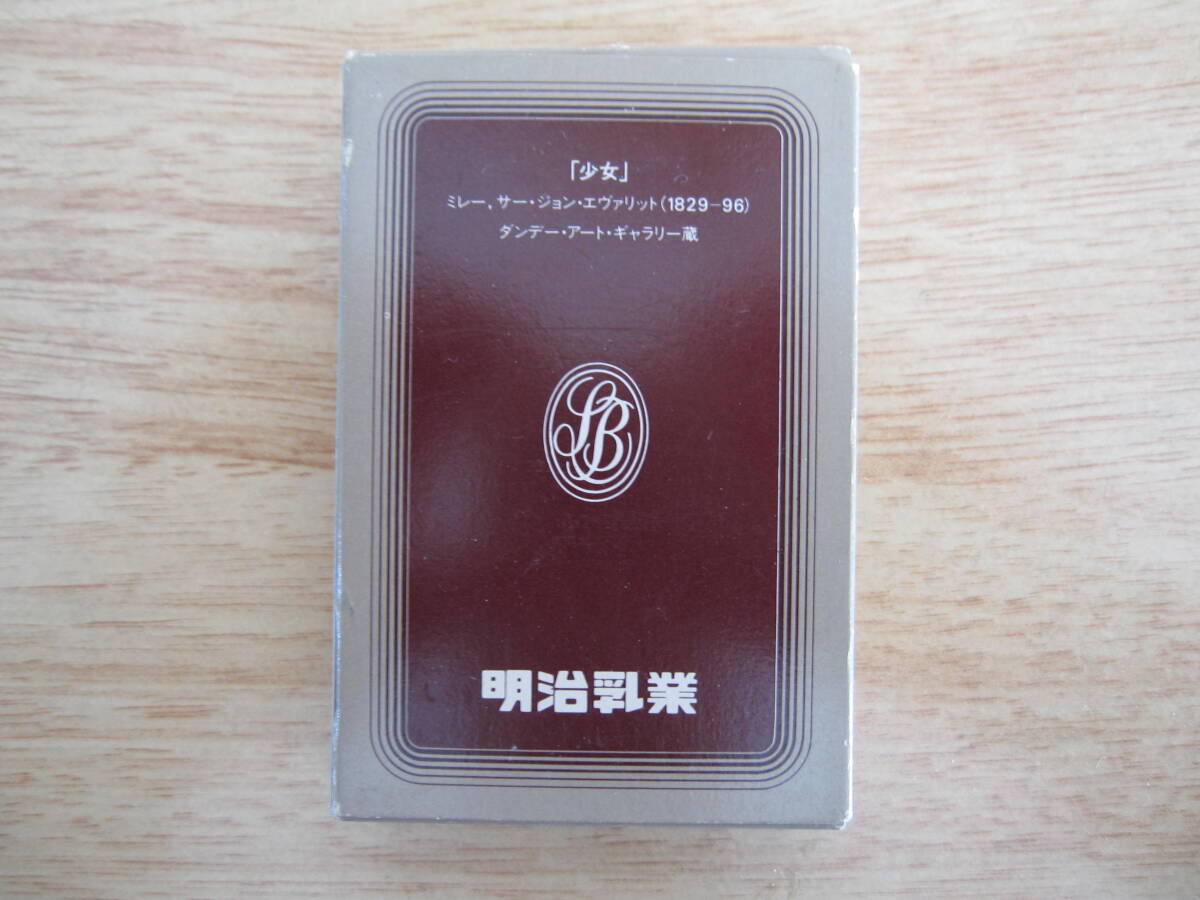 「少女」
ミレー、サー・ジョン・エヴァリット(1829-96)
ダンデー・アート・ギャラリー蔵
LB
明治乳業